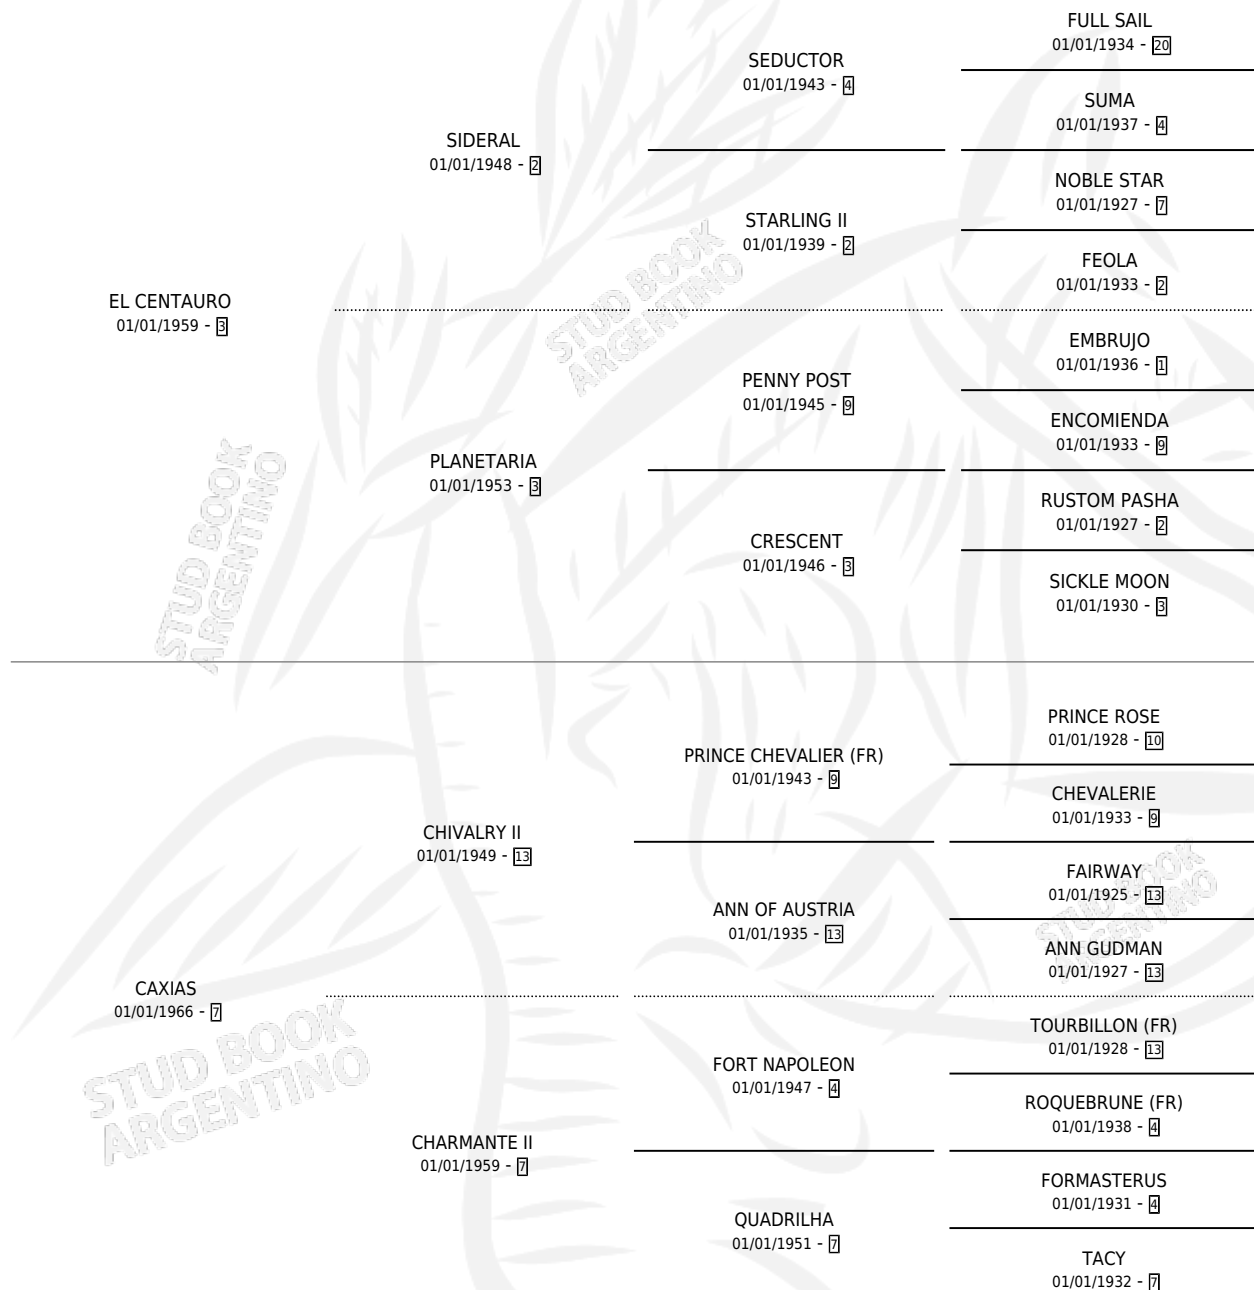 FULL SAIL
01/01/1934 - 20
SEDUCTOR
01/01/1943 - 4
SUMA
01/01/1937 - 4
SIDERAL
01/01/1948 - 2
NOBLE STAR
01/01/1927 - 7
STARLING II
01/01/1939 - 2
FEOLA
01/01/1933 - 2
EL CENTAURO
01/01/1959 - 3
EMBRUJO
01/01/1936 - 1
PENNY POST
01/01/1945 - 9
ENCOMIENDA
01/01/1933 - 9
PLANETARIA
01/01/1953 - 3
RUSTOM PASHA
01/01/1927 - 2
CRESCENT
01/01/1946 - 3
SICKLE MOON
01/01/1930 - 3
PRINCE ROSE
01/01/1928 - 10
PRINCE CHEVALIER (FR)
01/01/1943 - 9
CHEVALERIE
01/01/1933 - 9
CHIVALRY II
01/01/1949 - 13
FAIRWAY
01/01/1925 - 13
ANN OF AUSTRIA
01/01/1935 - 13
ANN GUDMAN
01/01/1927 - 13
CAXIAS
01/01/1966 - 7
TOURBILLON (FR)
01/01/1928 - 13
FORT NAPOLEON
01/01/1947 - 4
ROQUEBRUNE (FR)
01/01/1938 - 4
CHARMANTE II
01/01/1959 - 7
FORMASTERUS
01/01/1931 - 4
QUADRILHA
01/01/1951 - 7
TACY
01/01/1932 - 7
STUD BOOK
ARGENTINO
STUD BOOK
ARGENTINO
STUD BOOK
ARGENTINO
STUD BOOK
ARGENTINO